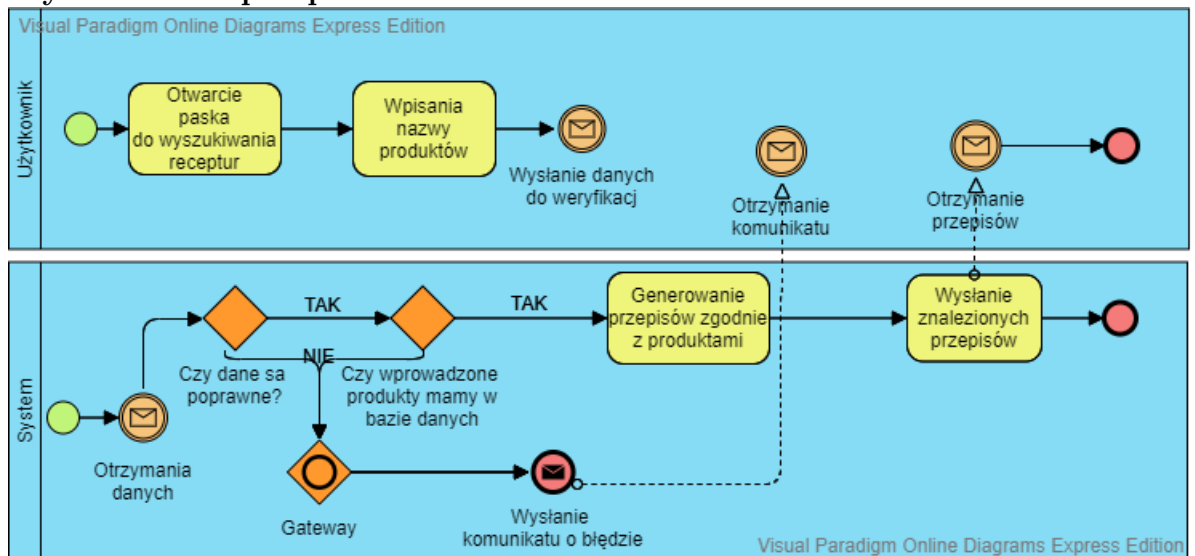 Visual Paradigm Online Diagrams Express Edition
Użytkownik
Otwarcie
paska
do wyszukiwania
receptur
Wpisania
nazwy
produktów
Wysłanie danych
do weryfikacj
Otrzymanie
komunikatu
Otrzymanie
przepisów
System
Otrzymania
danych
Czy dane sa
poprawne?
TAK
NIE
Czy wprowadzone
produkty mamy w
bazie danych
TAK
Generowanie
przepisów zgodnie
z produktami
Wysłanie
znalezionych
przepisów
Gateway
Wysłanie
komunikatu o błędzie
Visual Paradigm Online Diagrams Express Edition